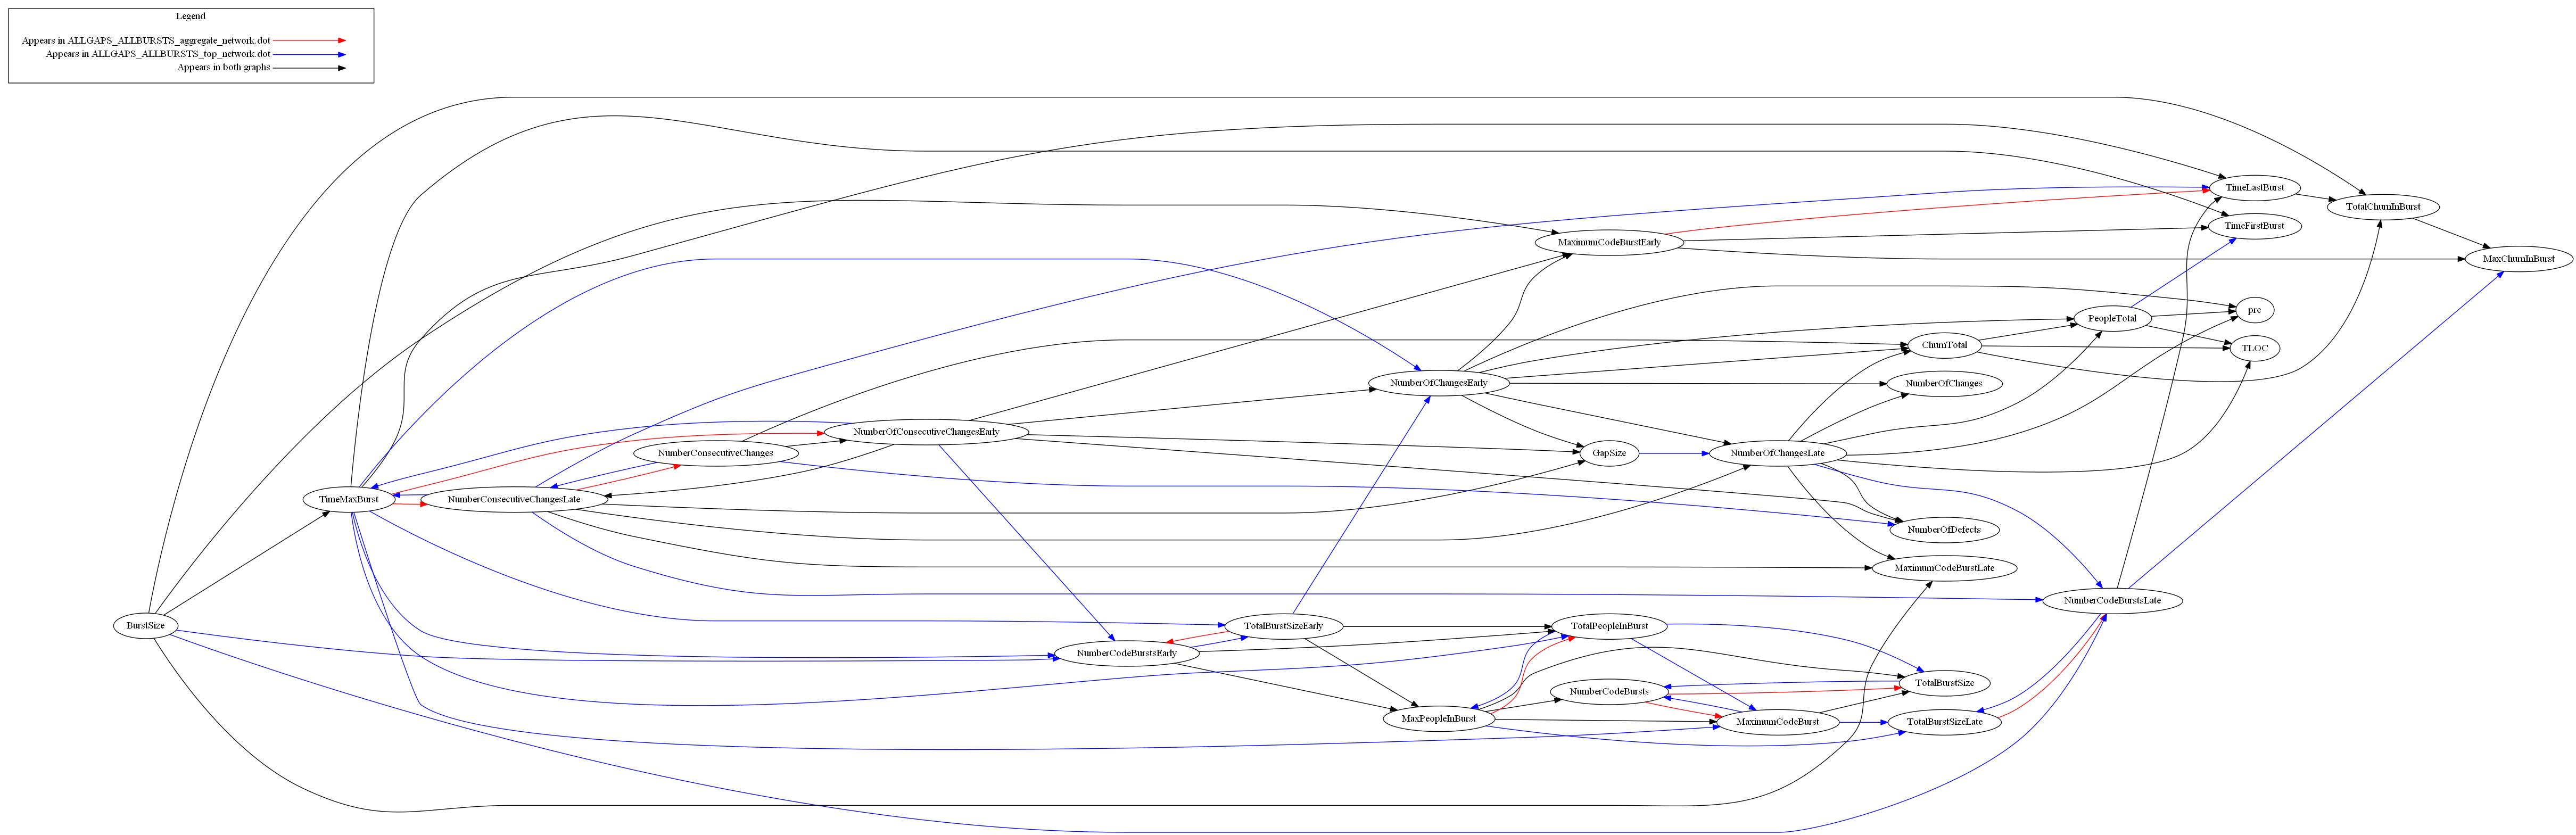 Legend
Appears in ALLGAPS_ALLBURSTS_aggregate_network.dot
Appears in ALLGAPS_ALLBURSTS_top_network.dot
Appears in both graphs
TimeLastBurst
TotalChurnInBurst
TimeFirstBurst
MaximumCodeBurstEarly
MaxChurnInBurst
pre
PeopleTotal
ChurnTotal
TLOC
NumberOfChangesEarly
NumberOfChanges
NumberOfConsecutiveChangesEarly
NumberConsecutiveChanges
GapSize
NumberOfChangesLate
TimeMaxBurst
NumberConsecutiveChangesLate
NumberOfDefects
MaximumCodeBurstLate
NumberCodeBurstsLate
BurstSize
TotalBurstSizeEarly
TotalPeopleInBurst
NumberCodeBurstsEarly
TotalBurstSize
NumberCodeBursts
MaxPeopleInBurst
MaximumCodeBurst
TotalBurstSizeLate